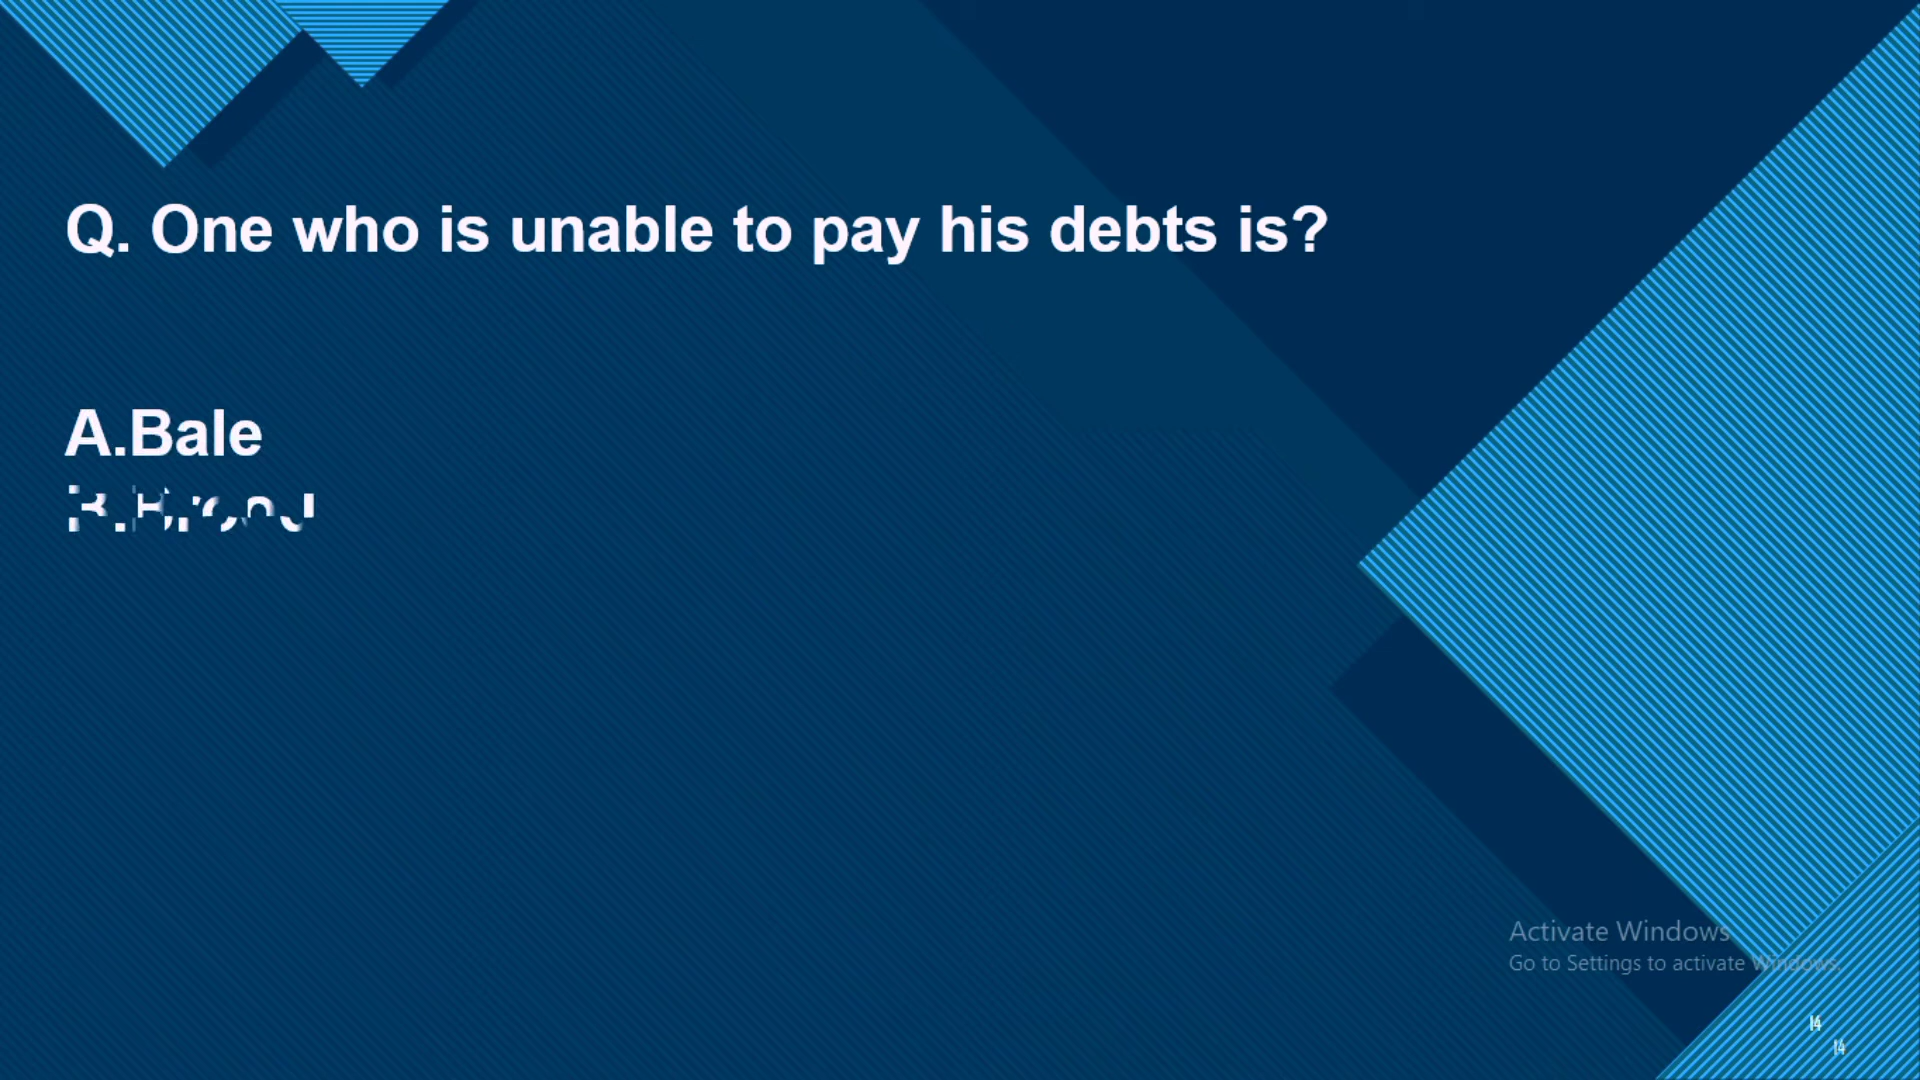 Q. One who is unable to pay his debts is?
A.Bale
Activate Windows
Go to Settings to activate Windows.
14
14